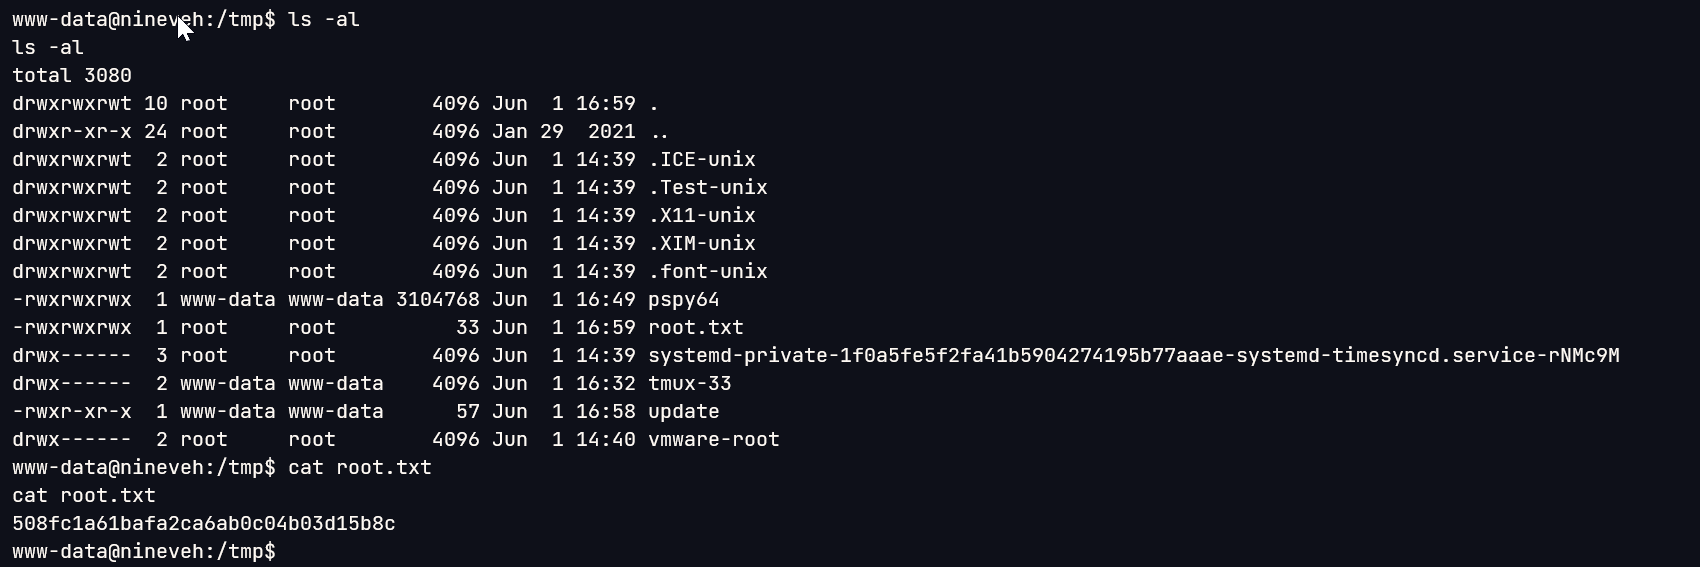 www-data@nineveh:/tmp$ ls -al
ls -al
total 3080
drwxrwxrwt 10 root     root        4096 Jun  1 16:59 .
drwxr-xr-x 24 root     root        4096 Jan 29  2021 ..
drwxrwxrwt  2 root     root        4096 Jun  1 14:39 .ICE-unix
drwxrwxrwt  2 root     root        4096 Jun  1 14:39 .Test-unix
drwxrwxrwt  2 root     root        4096 Jun  1 14:39 .X11-unix
drwxrwxrwt  2 root     root        4096 Jun  1 14:39 .XIM-unix
drwxrwxrwt  2 root     root        4096 Jun  1 14:39 .font-unix
-rwxrwxrwx  1 www-data www-data 3104768 Jun  1 16:49 pspy64
-rwxrwxrwx  1 root     root          33 Jun  1 16:59 root.txt
drwx------  3 root     root        4096 Jun  1 14:39 systemd-private-1f0a5fe5f2fa41b5904274195b77aaae-systemd-timesyncd.service-rNMc9M
drwx------  2 www-data www-data    4096 Jun  1 16:32 tmux-33
-rwxr-xr-x  1 www-data www-data      57 Jun  1 16:58 update
drwx------  2 root     root        4096 Jun  1 14:40 vmware-root
www-data@nineveh:/tmp$ cat root.txt
cat root.txt
508fc1a61bafa2ca6ab0c04b03d15b8c
www-data@nineveh:/tmp$